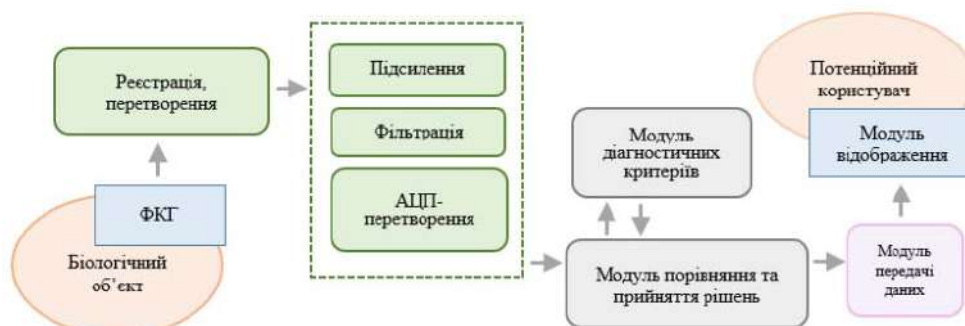 Реєстрація,
перетворення
Підсилення
Фільтрація
АЦП-
перетворення
ФКГ
Біологічний
об'єкт
Модуль
діагностичних
критеріїв
Модуль порівняння та
прийняття рішень
Потенційний
користувач
Модуль
відображення
Модуль
передачі
даних